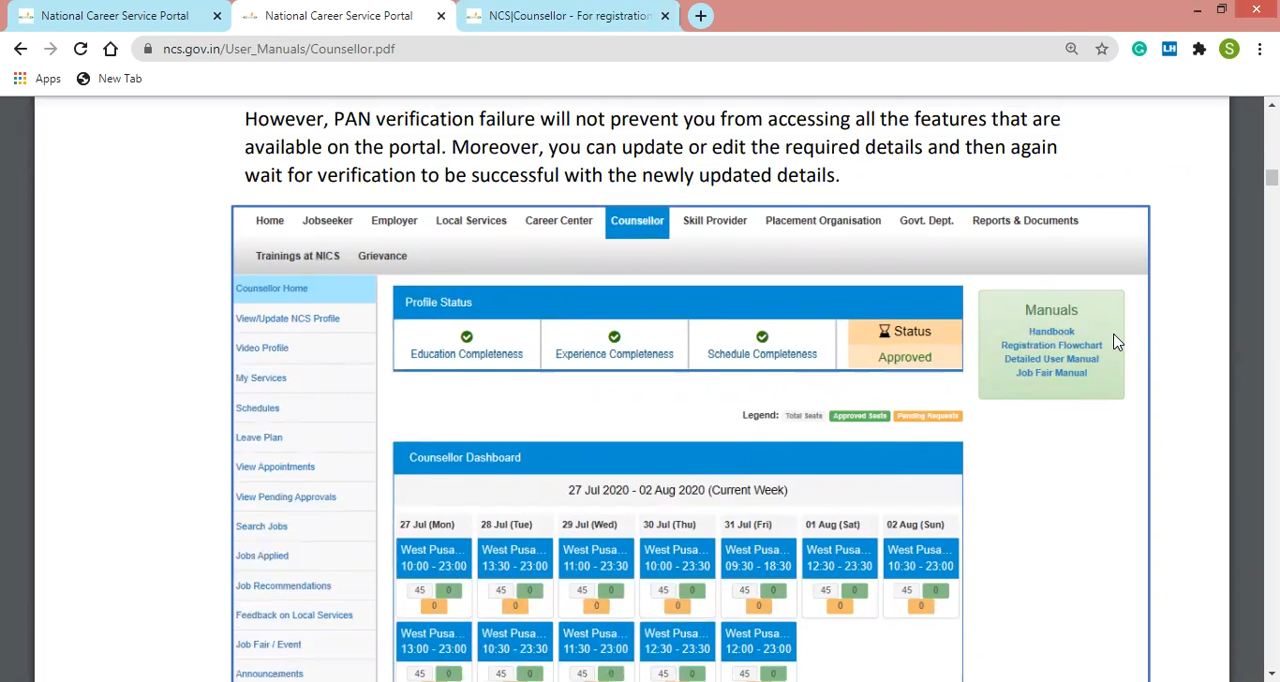 National Career Service Portal
National Career Service Portal
NCS|Counsellor - For registration
ncs.gov.in/User_Manuals/Counsellor.pdf
LH
S
Apps
New Tab
However, PAN verification failure will not prevent you from accessing all the features that are
available on the portal. Moreover, you can update or edit the required details and then again
wait for verification to be successful with the newly updated details.
Home Jobseeker Employer Local Services Career Center Counsellor Skill Provider Placement Organisation Govt. Dept. Reports & Documents
Trainings at NICS Grievance
Counsellor Home
View/Update NCS Profile
Video Profile
My Services
Schedules
Leave Plan
View Appointments
View Pending Approvals
Search Jobs
Jobs Applied
Job Recommendations
Feedback on Local Services
Job Fair / Event
Announcements
Profile Status
Education Completeness
Experience Completeness
Schedule Completeness
Status
Approved
Manuals
Handbook
Registration Flowchart
Detailed User Manual
Job Fair Manual
Legend: Total Seats Approved Seats Pending Requests
Counsellor Dashboard
27 Jul 2020 - 02 Aug 2020 (Current Week)
27 Jul (Mon) 28 Jul (Tue) 29 Jul (Wed) 30 Jul (Thu) 31 Jul (Fri) 01 Aug (Sat) 02 Aug (Sun)
West Pusa... West Pusa... West Pusa... West Pusa... West Pusa... West Pusa... West Pusa...
10:00 - 23:00 13:30 - 23:00 11:00 - 23:30 10:00 - 23:00 09:30 - 18:30 12:30 - 23:30 10:30 - 23:00
45 0 45 0 45 0 45 0 45 0 45 0 45 0
0 0 0 0 0 0 0
West Pusa... West Pusa... West Pusa... West Pusa... West Pusa...
13:00 - 23:00 10:30 - 23:30 11:30 - 23:00 12:30 - 23:30 12:00 - 23:00
45 0 45 0 45 0 45 0 45 0